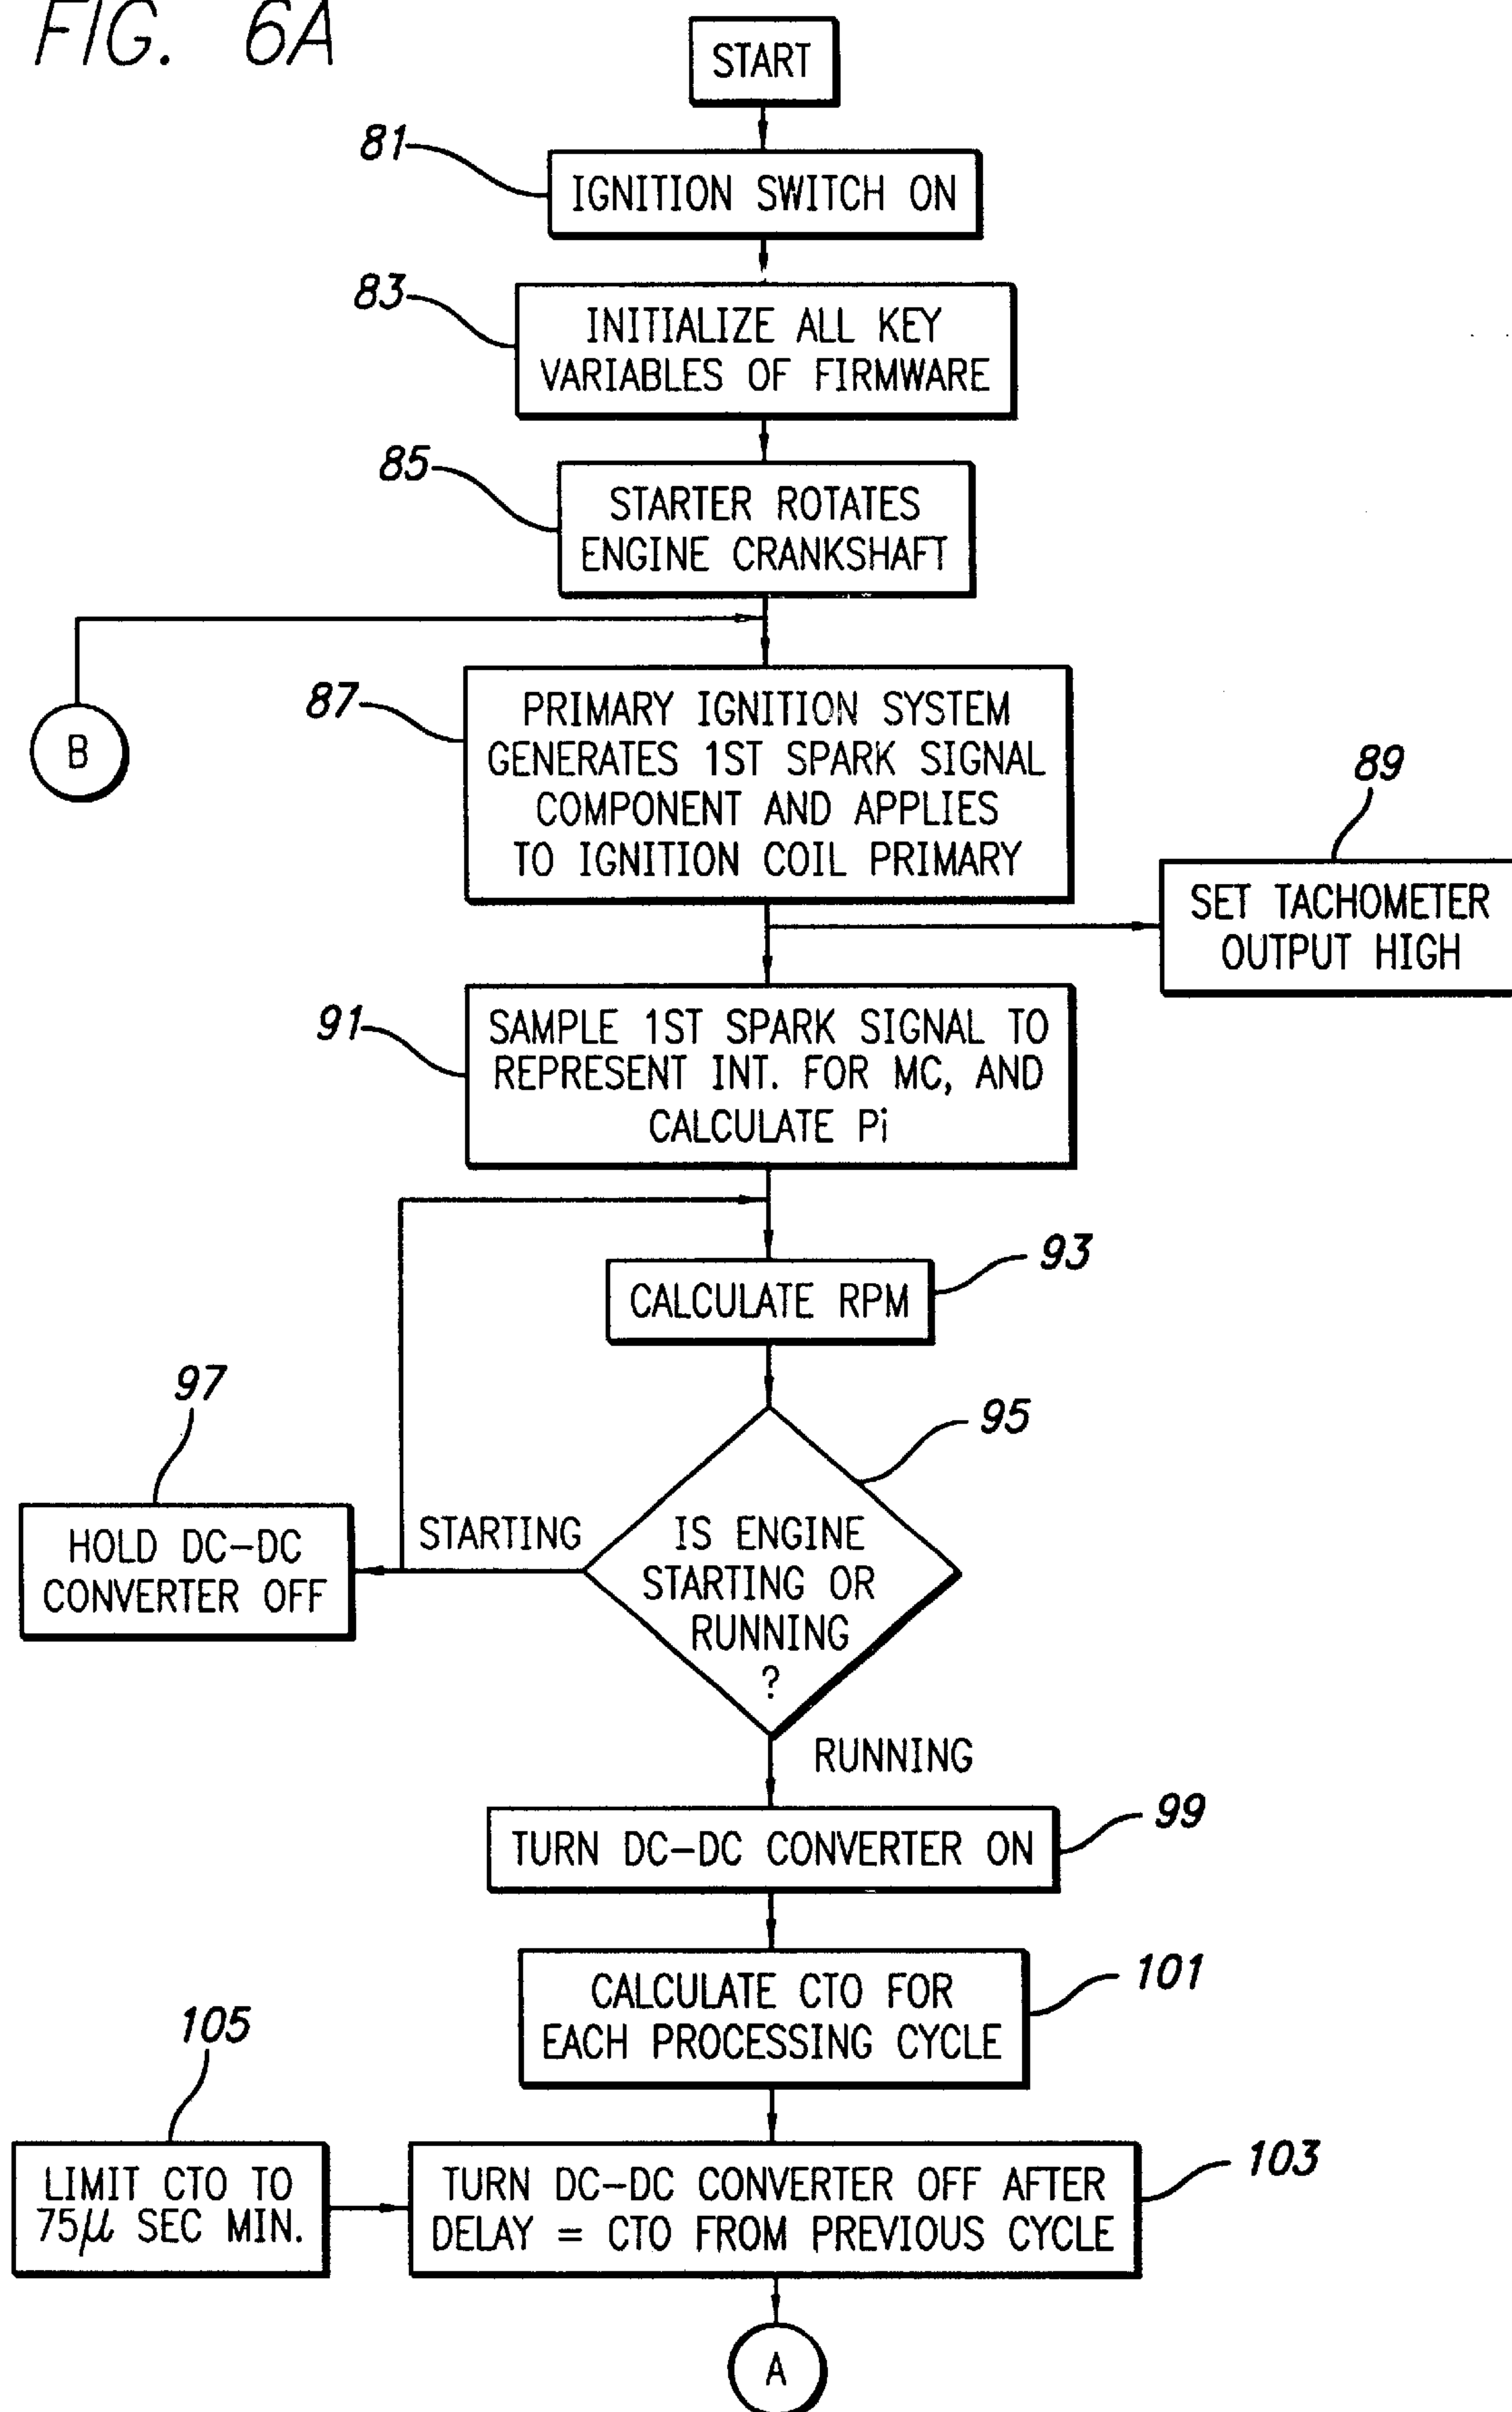 FIG. 6A
START
81
IGNITION SWITCH ON
83
INITIALIZE ALL KEY
VARIABLES OF FIRMWARE
85
STARTER ROTATES
ENGINE CRANKSHAFT
B
87
PRIMARY IGNITION SYSTEM
GENERATES 1ST SPARK SIGNAL
COMPONENT AND APPLIES
TO IGNITION COIL PRIMARY
89
SET TACHOMETER
OUTPUT HIGH
91
SAMPLE 1ST SPARK SIGNAL TO
REPRESENT INT. FOR MC, AND
CALCULATE Pi
93
CALCULATE RPM
95
IS ENGINE
STARTING OR
RUNNING
?
STARTING
97
HOLD DC-DC
CONVERTER OFF
RUNNING
99
TURN DC-DC CONVERTER ON
101
CALCULATE CTO FOR
EACH PROCESSING CYCLE
105
LIMIT CTO TO
75μ SEC MIN.
103
TURN DC-DC CONVERTER OFF AFTER
DELAY = CTO FROM PREVIOUS CYCLE
A